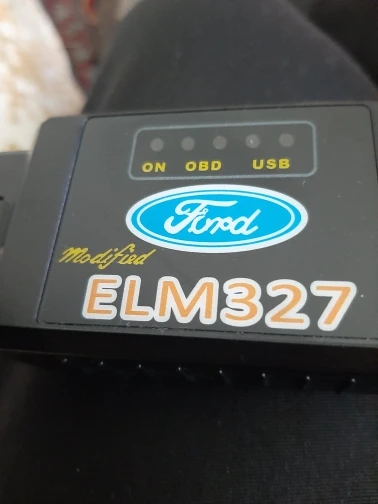 ON OBD USB
Ford
Modified
ELM327